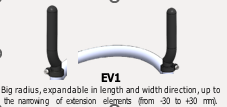 EV1
Big radius, expandable in length and width direction, up to
the narrowing of extension elements (from -30 to +30 mm).